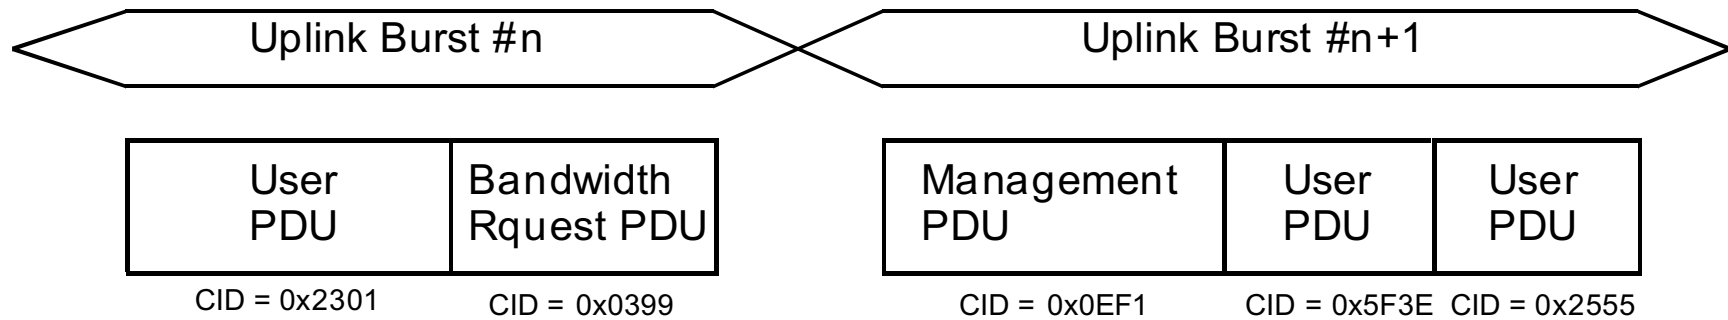 Uplink Burst #n
Uplink Burst #n+1
User
PDU
Bandwidth
Rquest PDU
Management
PDU
User
PDU
User
PDU
CID = 0x2301
CID = 0x0399
CID = 0x0EF1
CID = 0x5F3E
CID = 0x2555